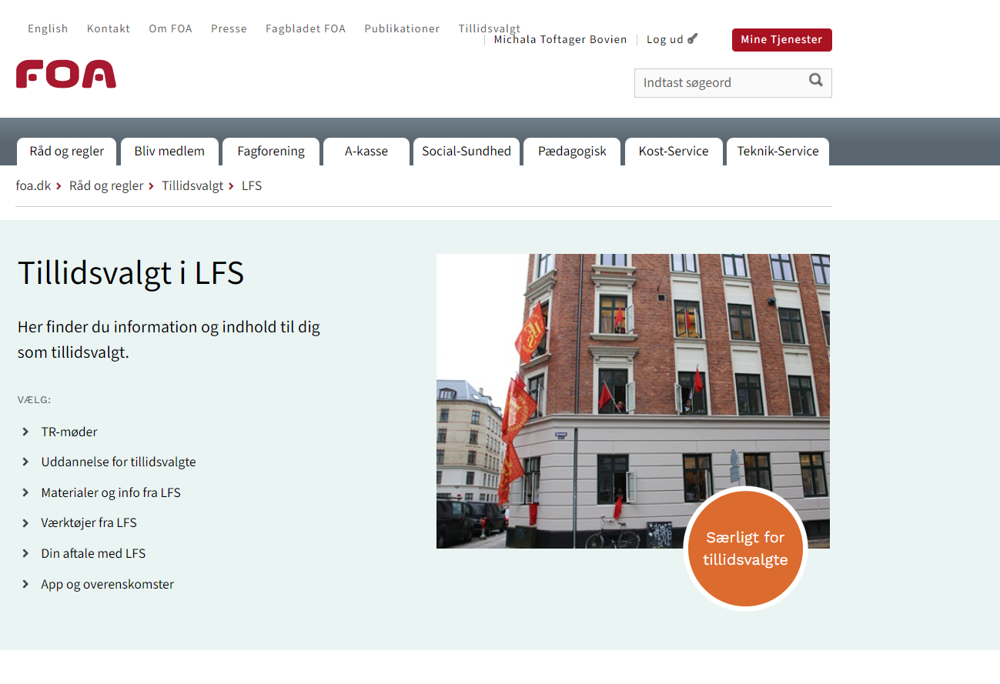 English Kontakt Om FOA Presse Fagbladet FOA Publikationer Tillidsvalgt
Michala Toftager Bovien Log ud Mine Tjenester
FOA
Indtast søgeord
Råd og regler Bliv medlem Fagforening A-kasse Social-Sundhed Pædagogisk Kost-Service Teknik-Service
foa.dk Råd og regler Tillidsvalgt LFS
Tillidsvalgt i LFS
Her finder du information og indhold til dig
som tillidsvalgt.
VÆLG:
TR-møder
Uddannelse for tillidsvalgte
Materialer og info fra LFS
Værktøjer fra LFS
Din aftale med LFS
App og overenskomster
LFS
Særligt for
tillidsvalgte